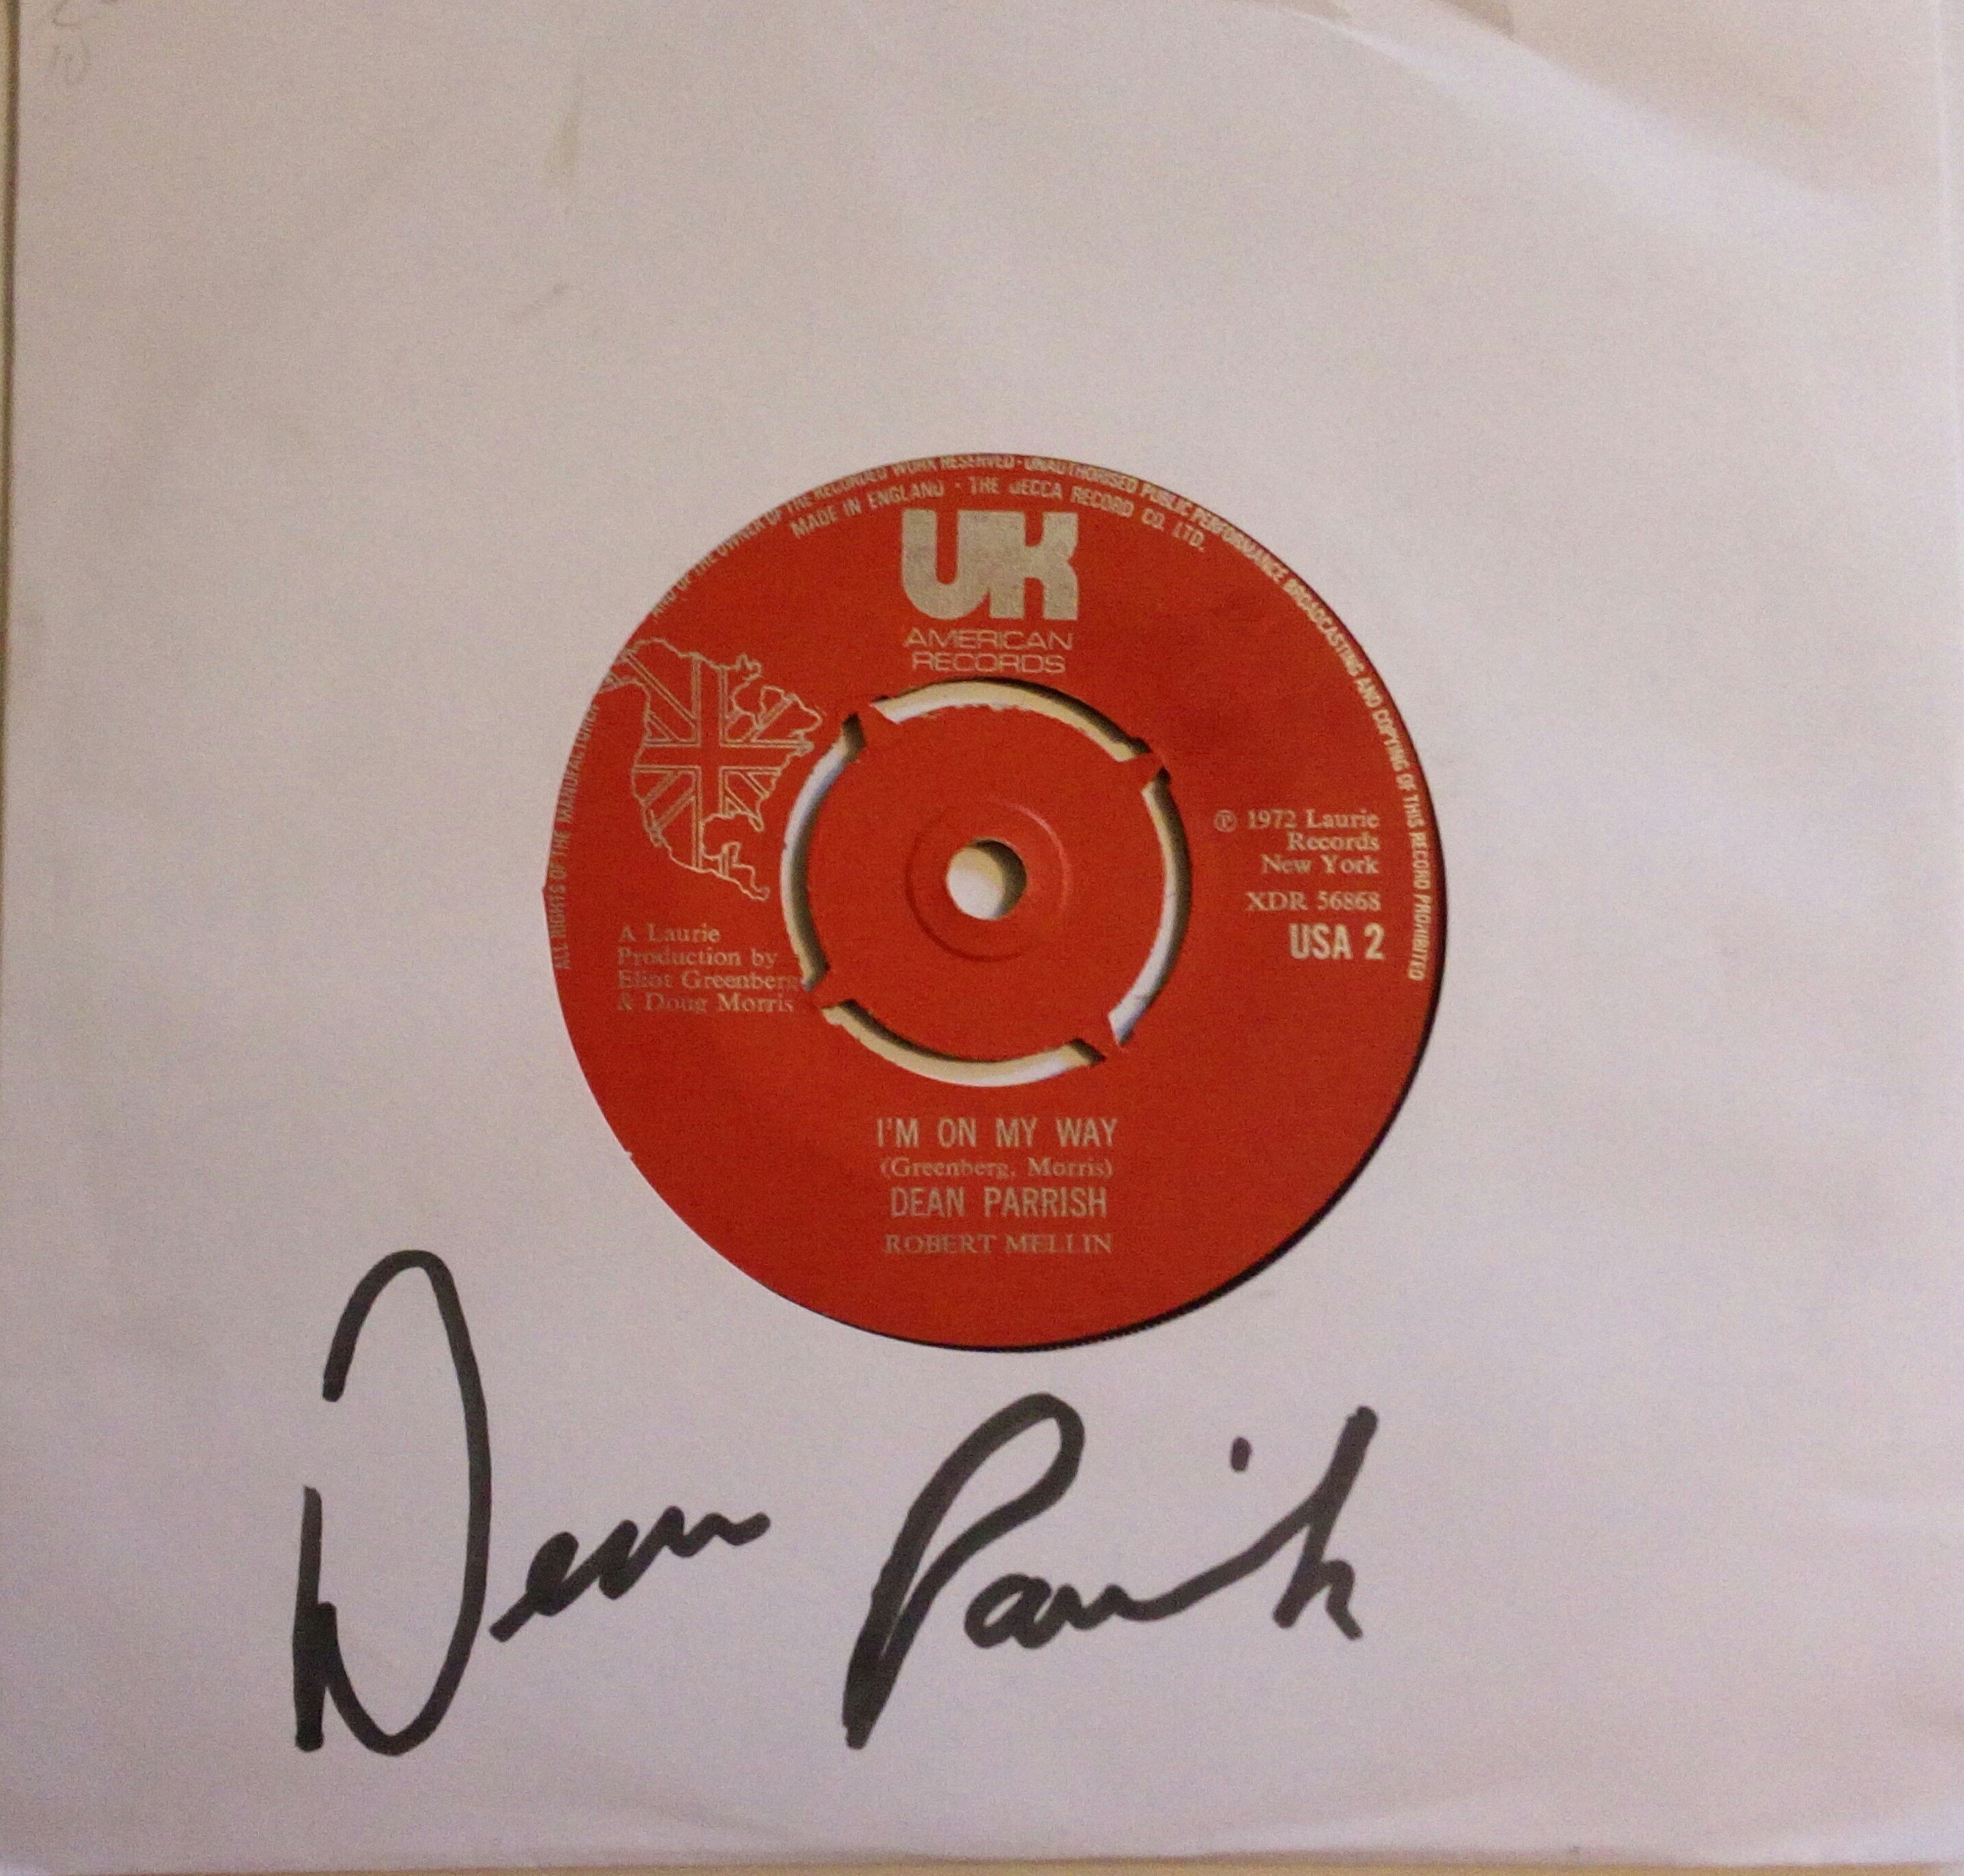 ALL RIGHTS OF THE MANUFACTURER AND OF THE OWNER OF THE RECORDED WORK RESERVED · UNAUTHORISED PUBLIC PERFORMANCE BROADCASTING AND COPYING OF THIS RECORD PROHIBITED
MADE IN ENGLAND · THE DECCA RECORD CO. LTD.
UK
AMERICAN
RECORDS
℗ 1972 Laurie
Records
New York
XDR 56868
USA 2
A Laurie
Production by
Eliot Greenberg
& Doug Morris
I'M ON MY WAY
(Greenberg, Morris)
DEAN PARRISH
ROBERT MELLIN
Dean Parrish